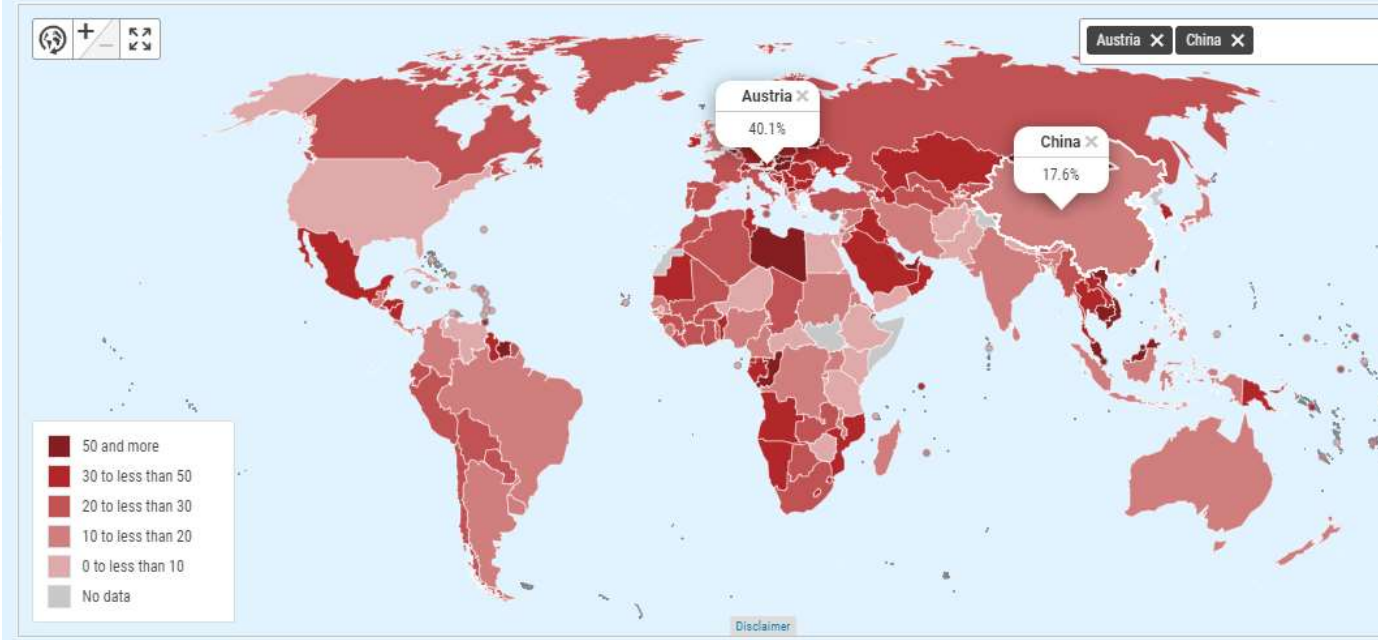 Austria × China ×
Austria ×
40.1%
China ×
17.6%
50 and more
30 to less than 50
20 to less than 30
10 to less than 20
0 to less than 10
No data
Disclaimer